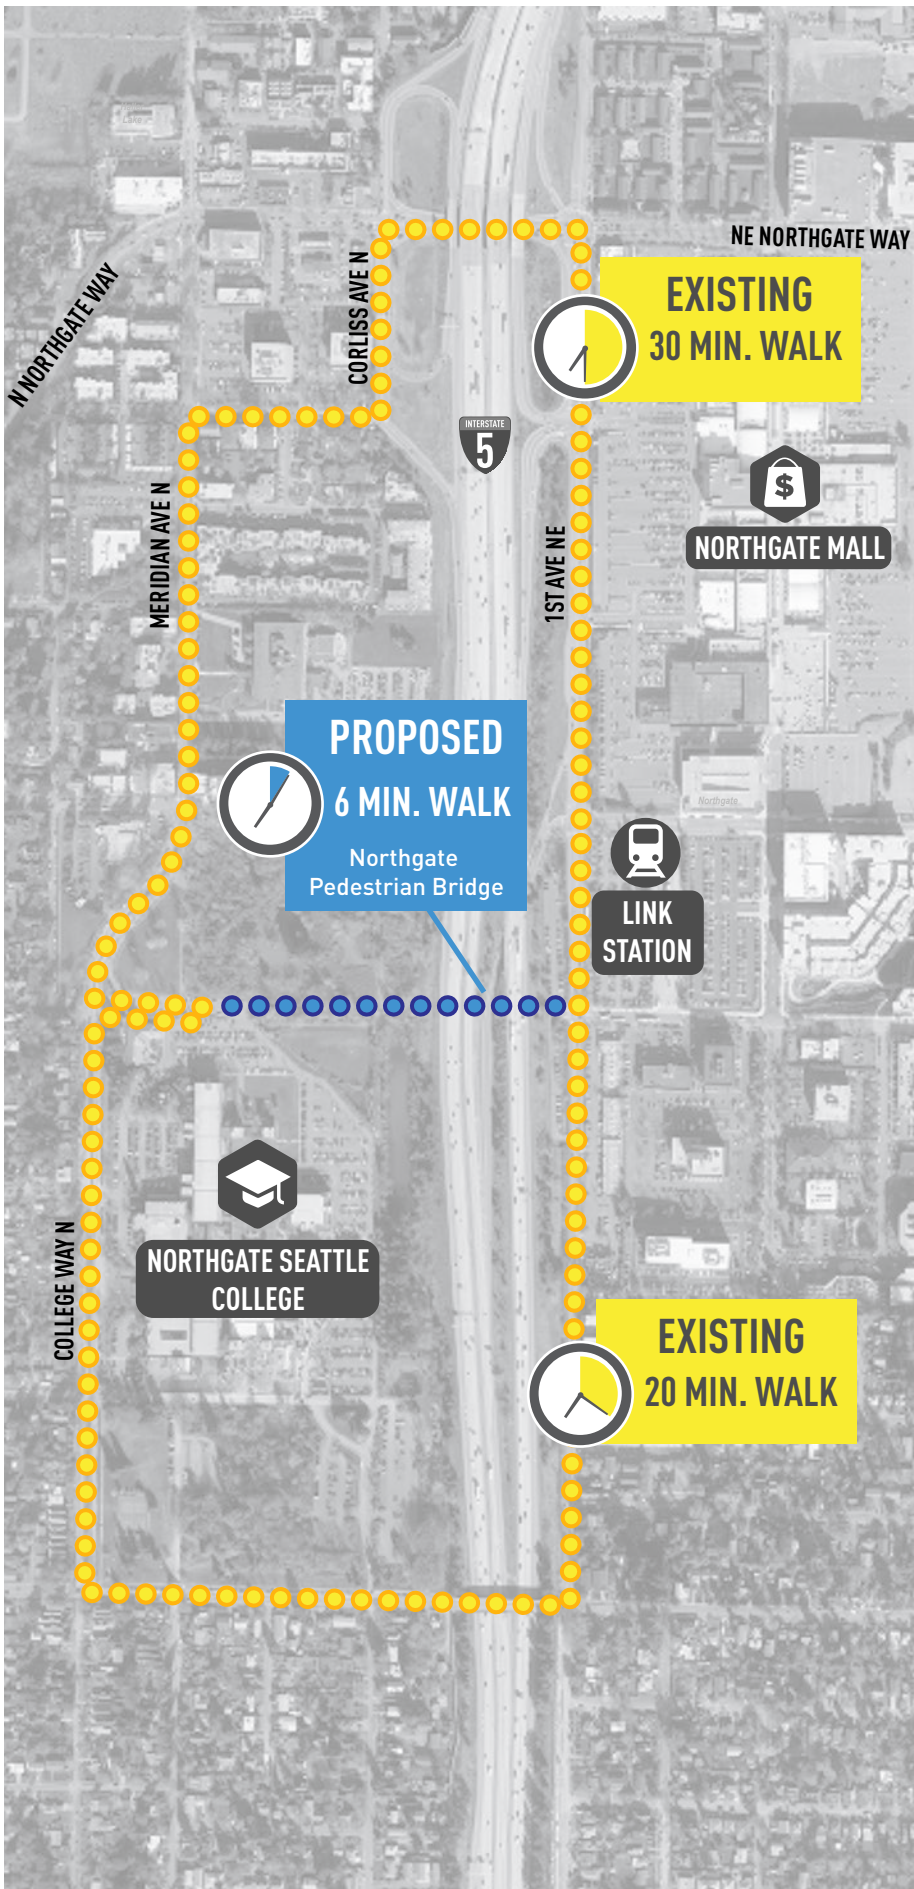 NE NORTHGATE WAY
N NORTHGATE WAY
CORLISS AVE N
EXISTING
30 MIN. WALK
INTERSTATE
5
$
NORTHGATE MALL
MERIDIAN AVE N
1ST AVE NE
PROPOSED
6 MIN. WALK
Northgate
Pedestrian Bridge
Northgate
LINK
STATION
NORTHGATE SEATTLE
COLLEGE
COLLEGE WAY N
EXISTING
20 MIN. WALK